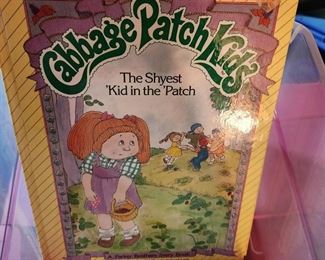 Cabbage Patch Kids
The Shyest
'Kid in the 'Patch
A Parker Brothers Story Book